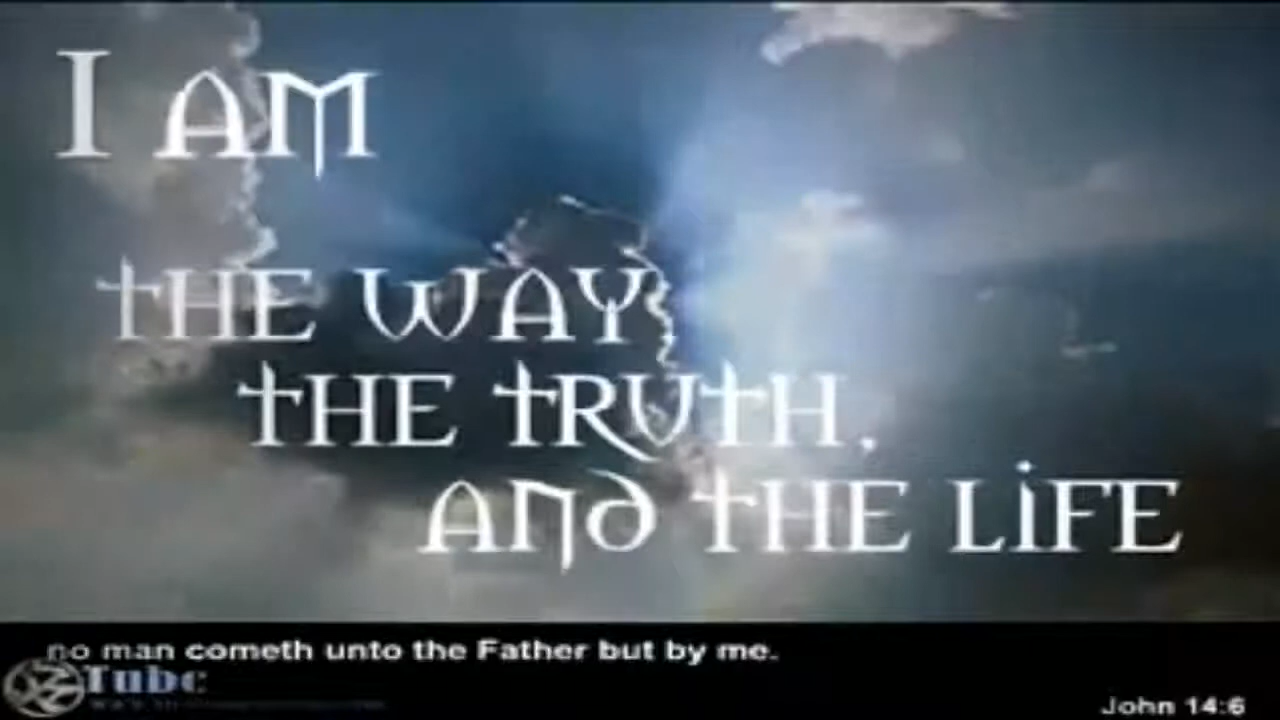 I AM
THE WAY
THE TRUTH,
AND THE LiFE
no man cometh unto the Father but by me.
Tube
John 14:6